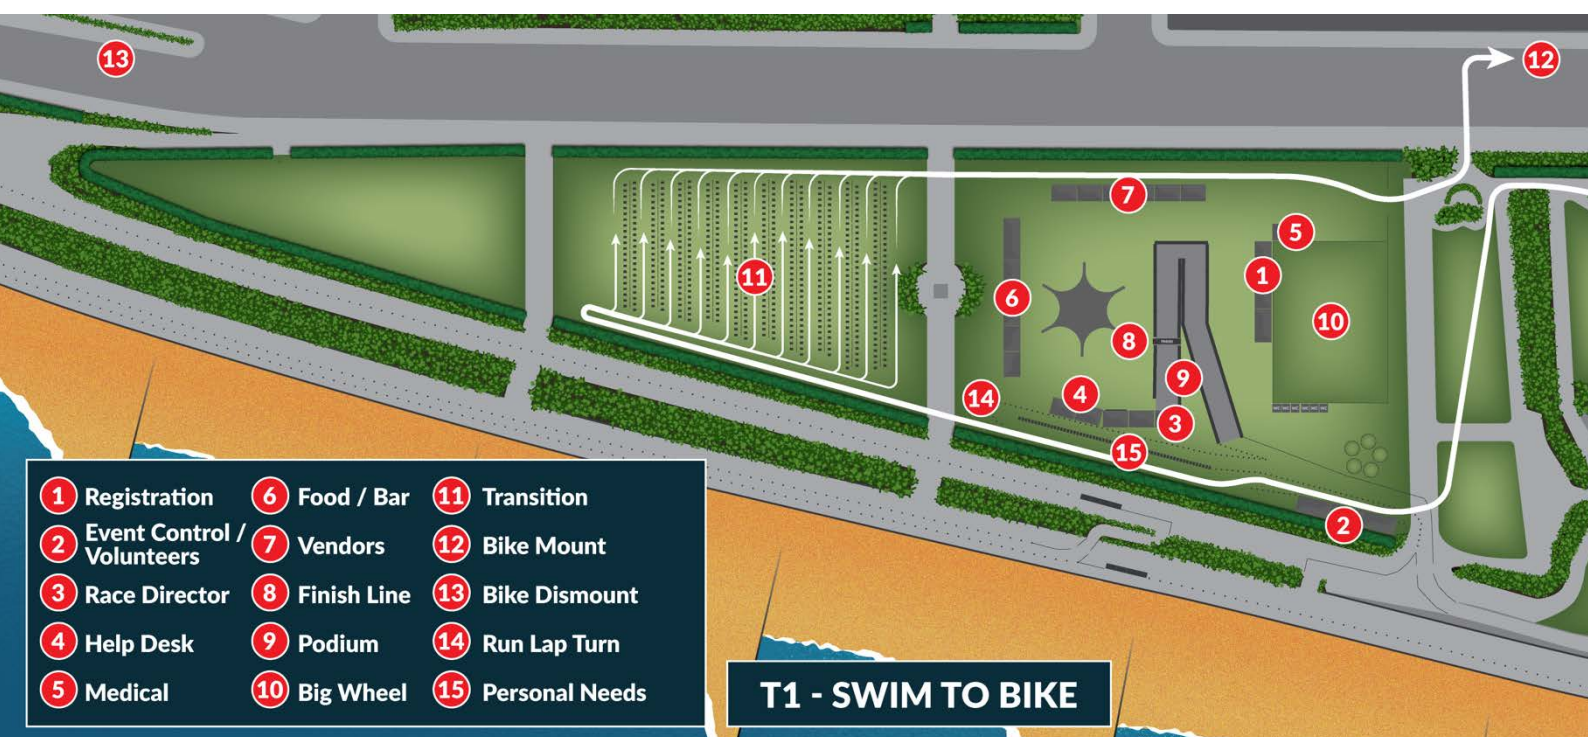 13
12
7
5
1
11
6
10
8
9
4
14
3
15
2
1 Registration
2 Event Control /
Volunteers
3 Race Director
4 Help Desk
5 Medical
6 Food / Bar
7 Vendors
8 Finish Line
9 Podium
10 Big Wheel
11 Transition
12 Bike Mount
13 Bike Dismount
14 Run Lap Turn
15 Personal Needs
T1 - SWIM TO BIKE